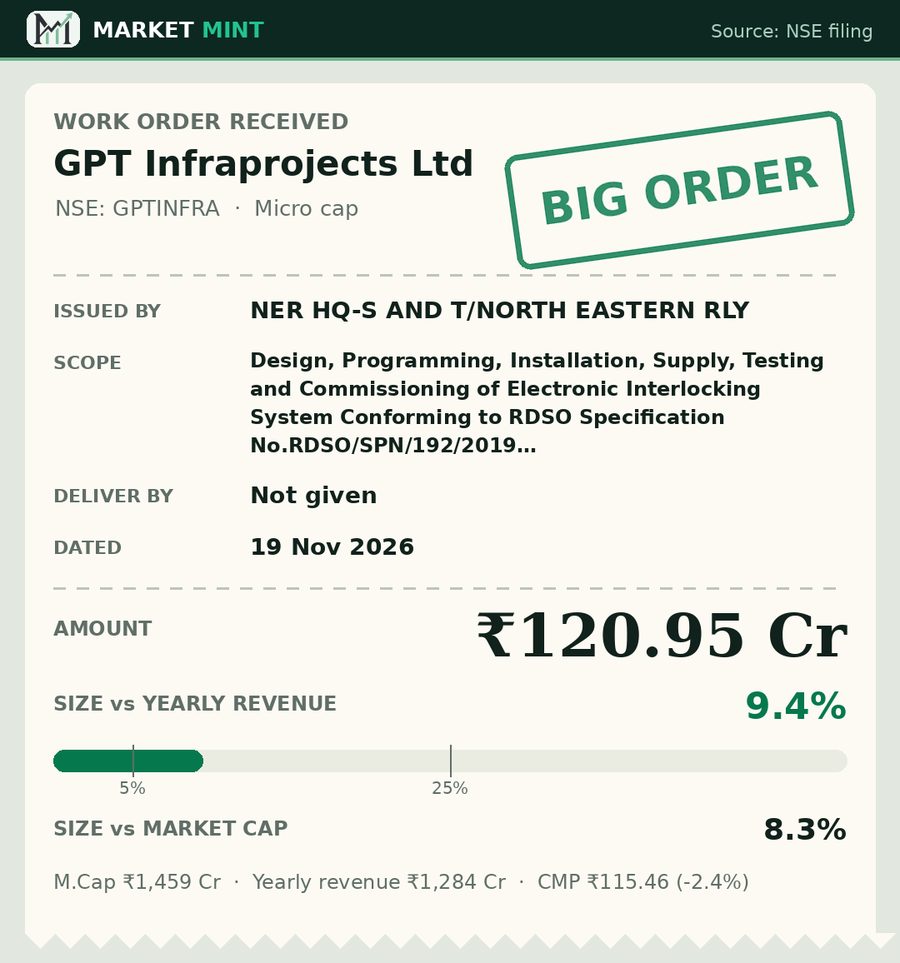 MARKET MINT
Source: NSE filing
WORK ORDER RECEIVED
GPT Infraprojects Ltd
NSE: GPTINFRA · Micro cap
BIG ORDER
ISSUED BY
NER HQ-S AND T/NORTH EASTERN RLY
SCOPE
Design, Programming, Installation, Supply, Testing
and Commissioning of Electronic Interlocking
System Conforming to RDSO Specification
No.RDSO/SPN/192/2019...
DELIVER BY
Not given
DATED
19 Nov 2026
AMOUNT
₹120.95 Cr
SIZE vs YEARLY REVENUE
9.4%
5%
25%
SIZE vs MARKET CAP
8.3%
M.Cap ₹1,459 Cr · Yearly revenue ₹1,284 Cr · CMP ₹115.46 (-2.4%)